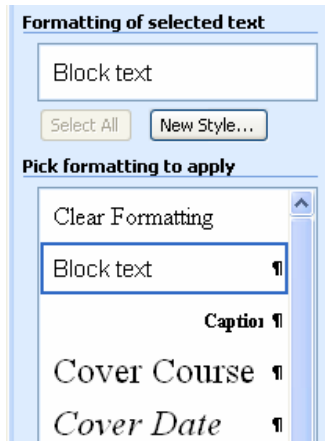 Formatting of selected text
Block text
Select All New Style...
Pick formatting to apply
Clear Formatting
Block text ¶
Captio ¶
Cover Course ¶
Cover Date ¶